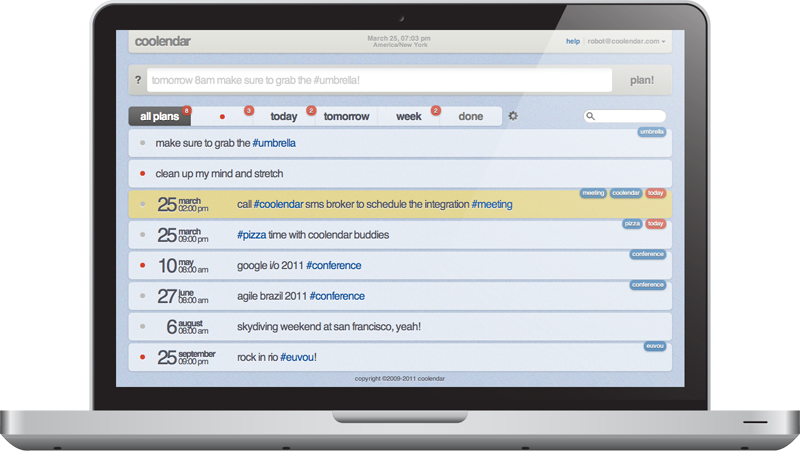 coolendar
March 25, 07:03 pm
America/New York
help | robot@coolendar.com
? tomorrow 8am make sure to grab the #umbrella! plan!
all plans 8 3 today 2 tomorrow week 2 done
make sure to grab the #umbrella umbrella
clean up my mind and stretch
25 march 02:00 pm call #coolendar sms broker to schedule the integration #meeting meeting coolendar today
25 march 09:00 pm #pizza time with coolendar buddies pizza today
10 may 08:00 am google i/o 2011 #conference conference
27 june 08:00 am agile brazil 2011 #conference conference
6 august 08:00 am skydiving weekend at san francisco, yeah!
25 september 09:00 pm rock in rio #euvou! euvou
copyright ©2009-2011 coolendar